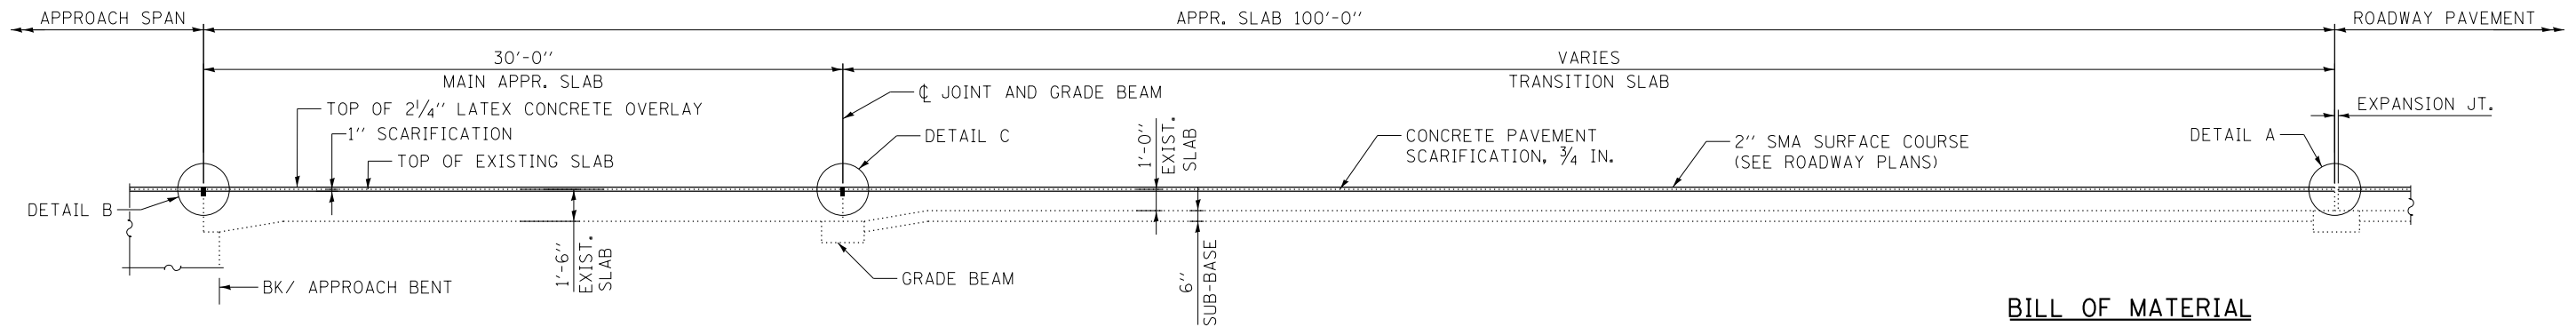 APPROACH SPAN
APPR. SLAB 100'-0"
ROADWAY PAVEMENT
30'-0"
MAIN APPR. SLAB
VARIES
TRANSITION SLAB
TOP OF 2 1/4" LATEX CONCRETE OVERLAY
1" SCARIFICATION
TOP OF EXISTING SLAB
℄ JOINT AND GRADE BEAM
DETAIL C
1'-0"
EXIST.
SLAB
CONCRETE PAVEMENT
SCARIFICATION, 3/4 IN.
2" SMA SURFACE COURSE
(SEE ROADWAY PLANS)
EXPANSION JT.
DETAIL A
DETAIL B
1'-6"
EXIST.
SLAB
GRADE BEAM
6"
SUB-BASE
BK/ APPROACH BENT
BILL OF MATERIAL